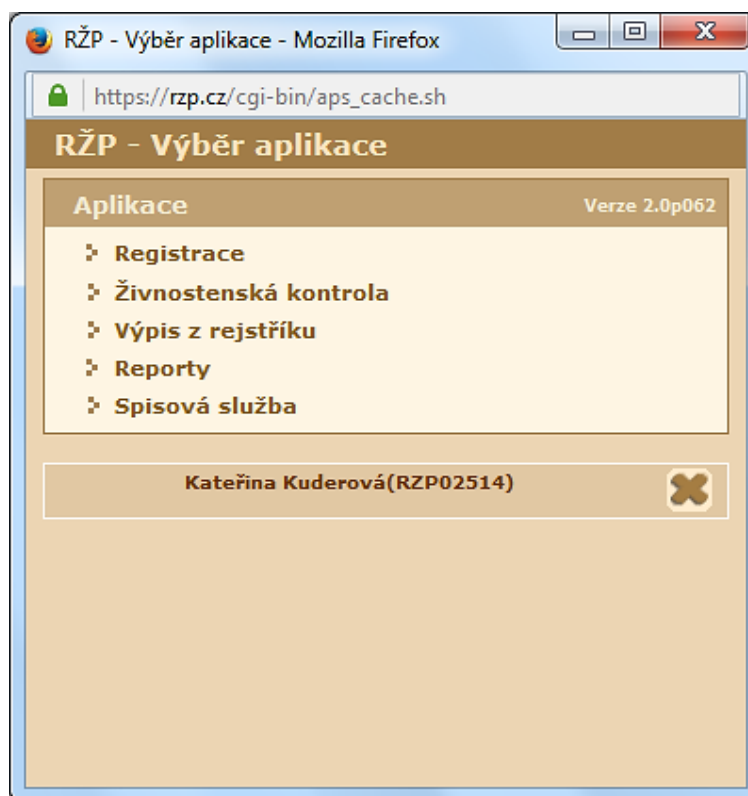 RŽP - Výběr aplikace - Mozilla Firefox
https://rzp.cz/cgi-bin/aps_cache.sh
RŽP - Výběr aplikace
Aplikace Verze 2.0p062
Registrace
Živnostenská kontrola
Výpis z rejstříku
Reporty
Spisová služba
Kateřina Kuderová(RZP02514)